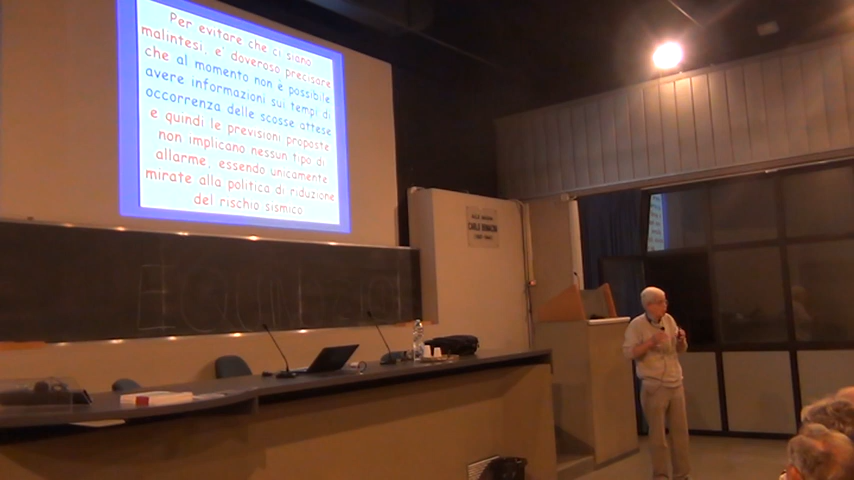 Per evitare che ci siano
malintesi, e' doveroso precisare
che al momento non è possibile
avere informazioni sui tempi di
occorrenza delle scosse attese
e quindi le previsioni proposte
non implicano nessun tipo di
allarme, essendo unicamente
mirate alla politica di riduzione
del rischio sismico